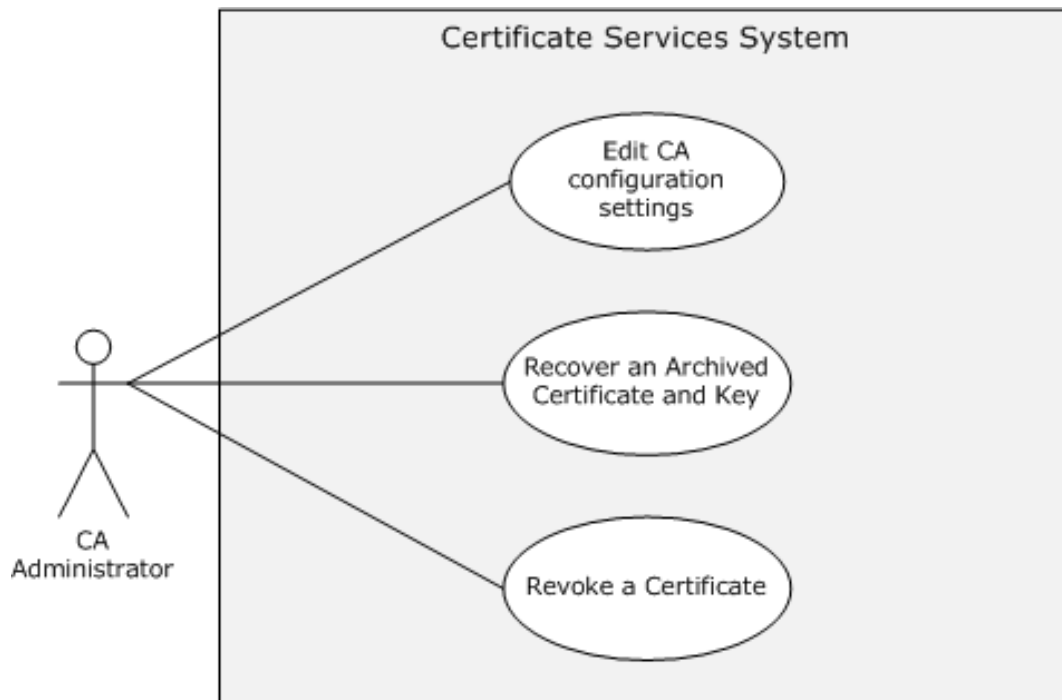 Certificate Services System
Edit CA
configuration
settings
Recover an Archived
Certificate and Key
CA
Administrator
Revoke a Certificate